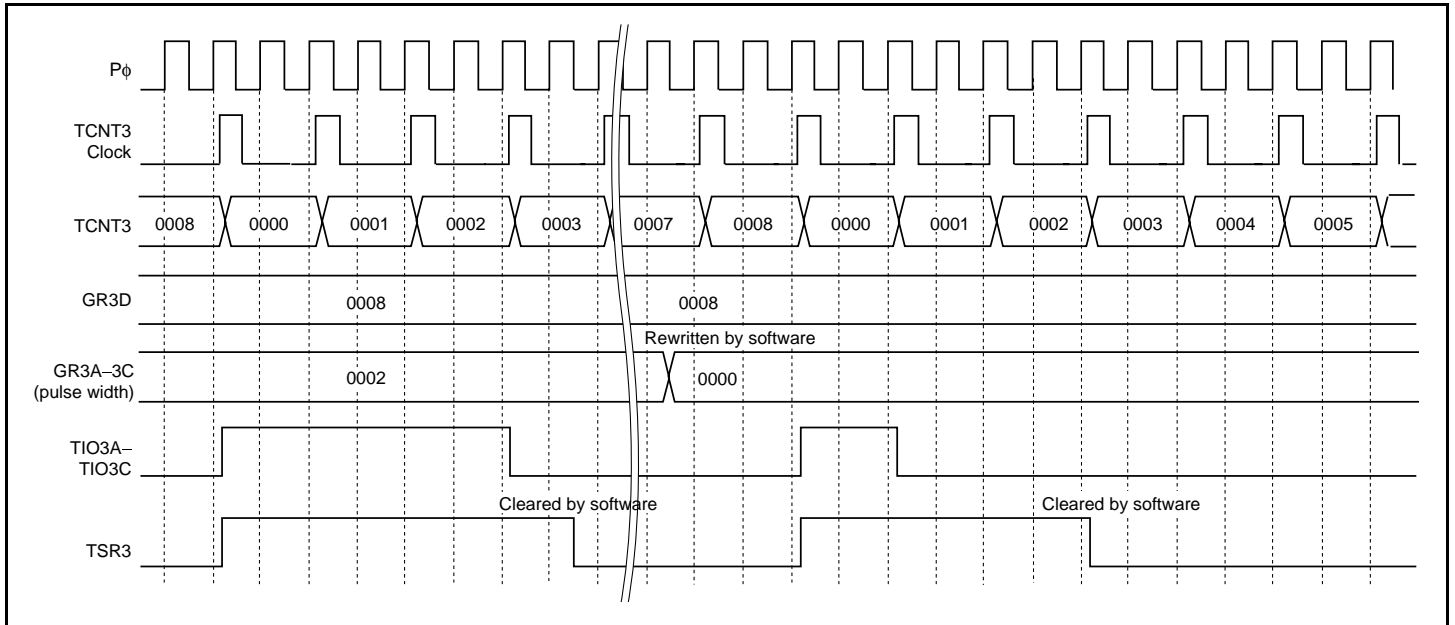 Pϕ
TCNT3
Clock
TCNT3
0008 0000 0001 0002 0003 0007 0008 0000 0001 0002 0003 0004 0005
GR3D
0008 0008
Rewritten by software
GR3A–3C
(pulse width)
0002 0000
TIO3A–
TIO3C
Cleared by software Cleared by software
TSR3